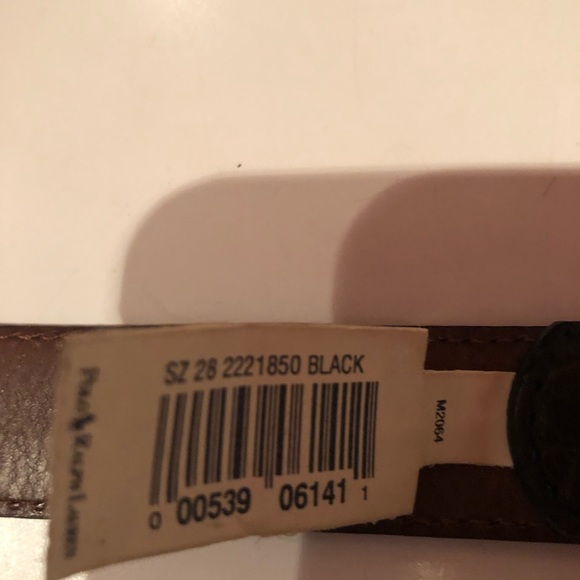 SZ 28 2221850 BLACK
0 00539 06141 1
Polo Ralph Lauren
M2064